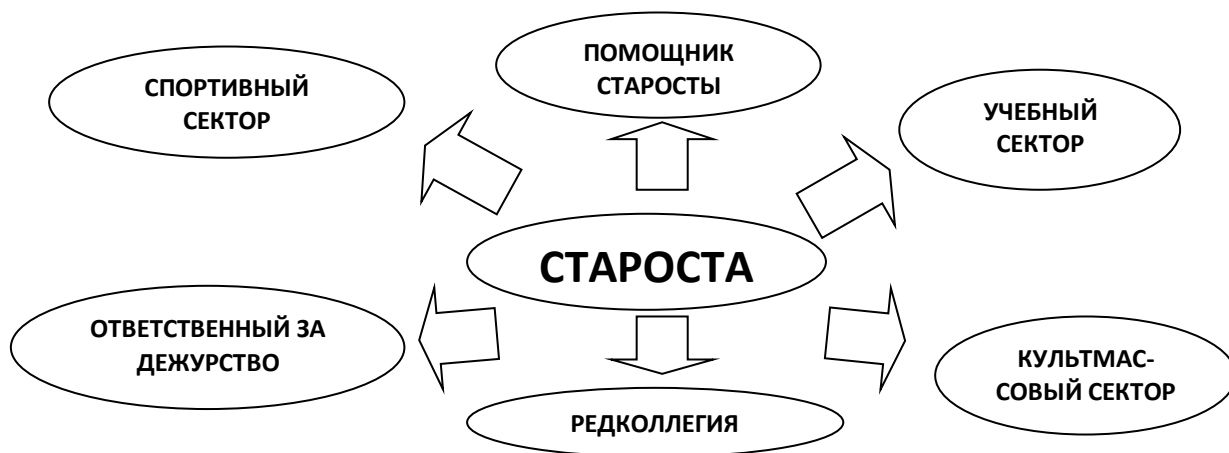 ПОМОЩНИК
СТАРОСТЫ
СПОРТИВНЫЙ
СЕКТОР
УЧЕБНЫЙ
СЕКТОР
СТАРОСТА
ОТВЕТСТВЕННЫЙ ЗА
ДЕЖУРСТВО
КУЛЬТМАС-
СОВЫЙ СЕКТОР
РЕДКОЛЛЕГИЯ